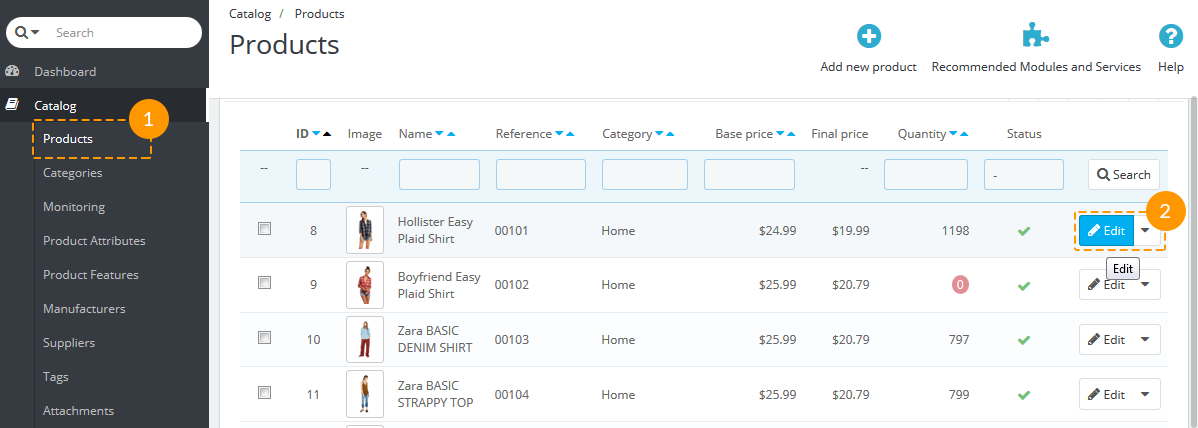 Search
Dashboard
Catalog
1
Products
Categories
Monitoring
Product Attributes
Product Features
Manufacturers
Suppliers
Tags
Attachments
Catalog / Products
Products
Add new product
Recommended Modules and Services
Help
ID Image Name Reference Category Base price Final price Quantity Status
-- -- -- - Search
2
8 Hollister Easy Plaid Shirt 00101 Home $24.99 $19.99 1198 Edit
Edit
9 Boyfriend Easy Plaid Shirt 00102 Home $25.99 $20.79 0 Edit
10 Zara BASIC DENIM SHIRT 00103 Home $25.99 $20.79 797 Edit
11 Zara BASIC STRAPPY TOP 00104 Home $25.99 $20.79 799 Edit